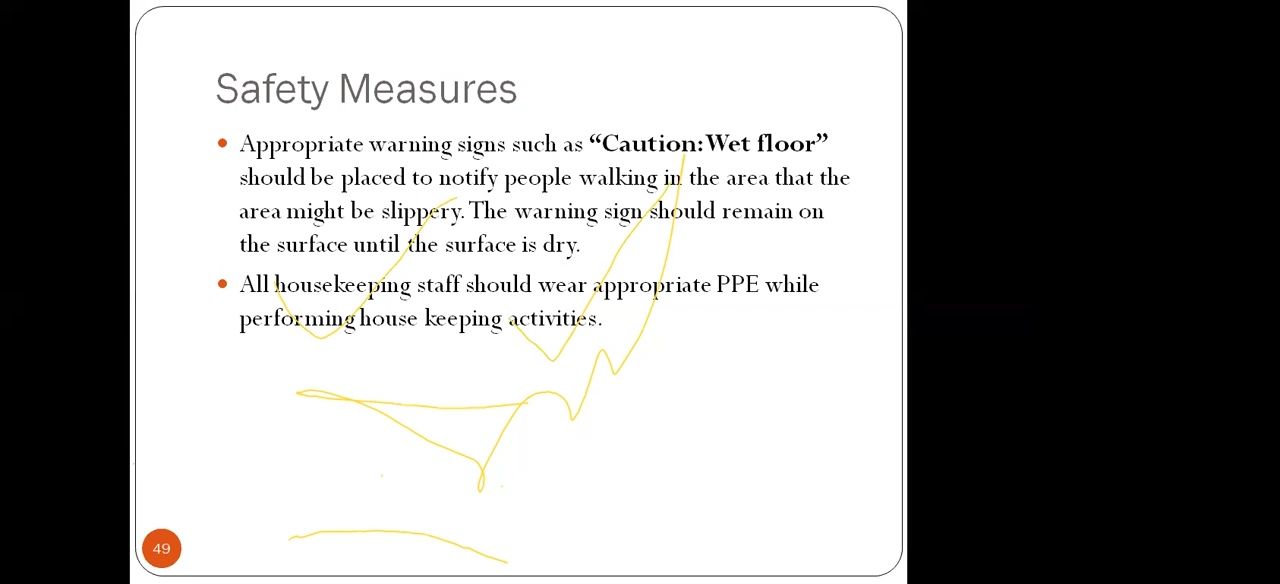 Safety Measures
Appropriate warning signs such as “Caution: Wet floor”
should be placed to notify people walking in the area that the
area might be slippery. The warning sign should remain on
the surface until the surface is dry.
All housekeeping staff should wear appropriate PPE while
performing house keeping activities.
49